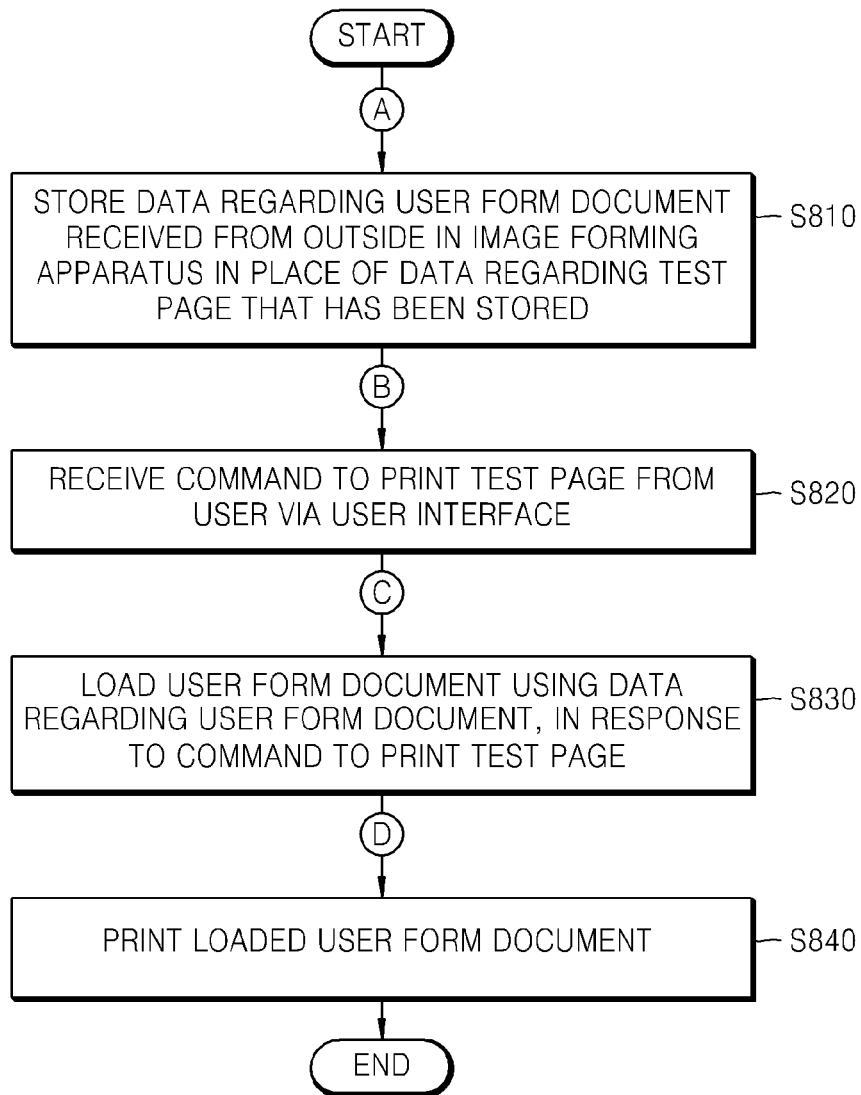 START
A
STORE DATA REGARDING USER FORM DOCUMENT
RECEIVED FROM OUTSIDE IN IMAGE FORMING
APPARATUS IN PLACE OF DATA REGARDING TEST
PAGE THAT HAS BEEN STORED
S810
B
RECEIVE COMMAND TO PRINT TEST PAGE FROM
USER VIA USER INTERFACE
S820
C
LOAD USER FORM DOCUMENT USING DATA
REGARDING USER FORM DOCUMENT, IN RESPONSE
TO COMMAND TO PRINT TEST PAGE
S830
D
PRINT LOADED USER FORM DOCUMENT
S840
END